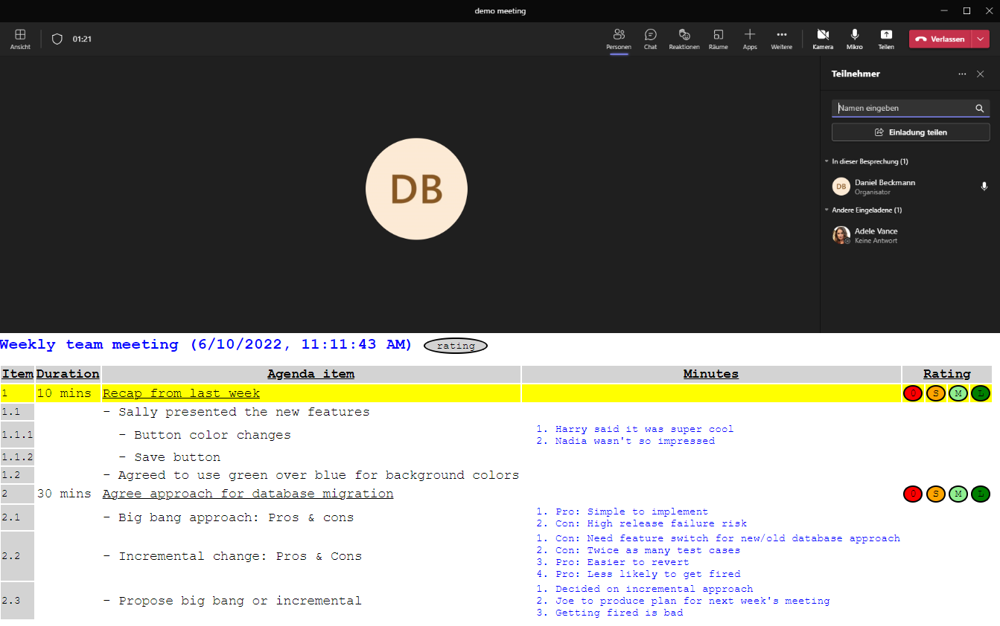 demo meeting
Ansicht
01:21
Personen
Chat
Reaktionen
Räume
Apps
Weitere
Kamera
Mikro
Teilen
Verlassen
DB
Teilnehmer
Namen eingeben
Einladung teilen
In dieser Besprechung (1)
DB
Daniel Beckmann
Organisator
Andere Eingeladene (1)
Adele Vance
Keine Antwort
Weekly team meeting (6/10/2022, 11:11:43 AM) rating
Item Duration Agenda item Minutes Rating
1 10 mins Recap from last week 0 S M L
1.1 - Sally presented the new features
1.1.1 - Button color changes
1. Harry said it was super cool
2. Nadia wasn't so impressed
1.1.2 - Save button
1.2 - Agreed to use green over blue for background colors
2 30 mins Agree approach for database migration 0 S M L
2.1 - Big bang approach: Pros & cons
1. Pro: Simple to implement
2. Con: High release failure risk
2.2 - Incremental change: Pros & Cons
1. Con: Need feature switch for new/old database approach
2. Con: Twice as many test cases
3. Pro: Easier to revert
4. Pro: Less likely to get fired
2.3 - Propose big bang or incremental
1. Decided on incremental approach
2. Joe to produce plan for next week's meeting
3. Getting fired is bad